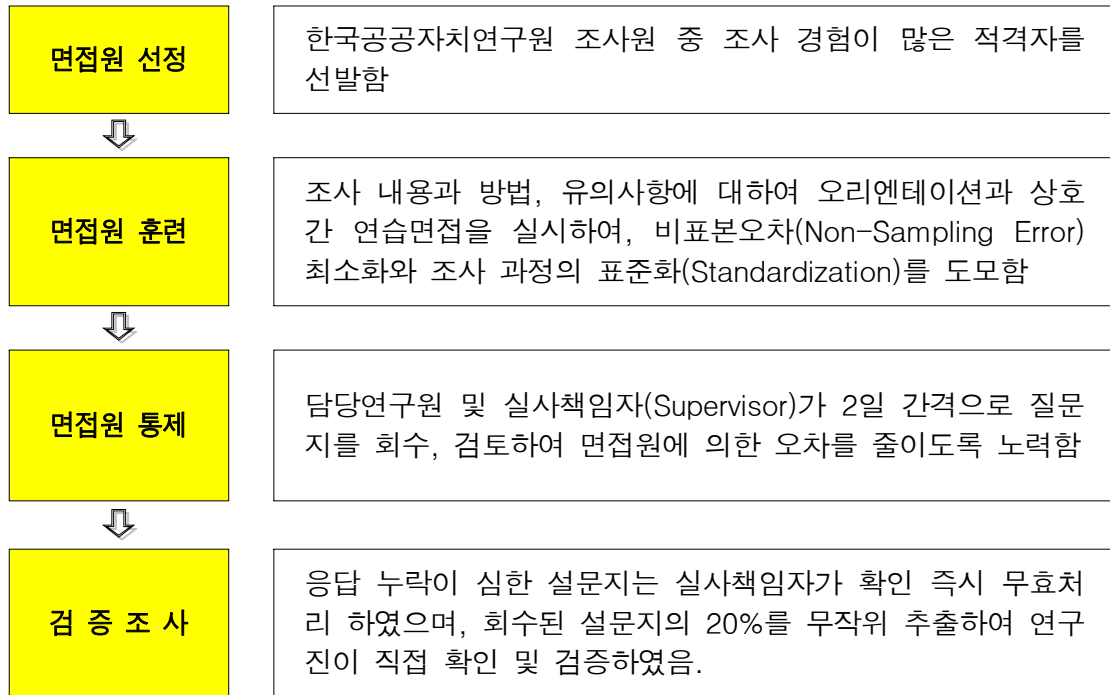 면접원 선정
한국공공자치연구원 조사원 중 조사 경험이 많은 적격자를
선발함
면접원 훈련
조사 내용과 방법, 유의사항에 대하여 오리엔테이션과 상호
간 연습면접을 실시하여, 비표본오차(Non-Sampling Error)
최소화와 조사 과정의 표준화(Standardization)를 도모함
면접원 통제
담당연구원 및 실사책임자(Supervisor)가 2일 간격으로 질문
지를 회수, 검토하여 면접원에 의한 오차를 줄이도록 노력함
검 증 조 사
응답 누락이 심한 설문지는 실사책임자가 확인 즉시 무효처
리 하였으며, 회수된 설문지의 20%를 무작위 추출하여 연구
진이 직접 확인 및 검증하였음.